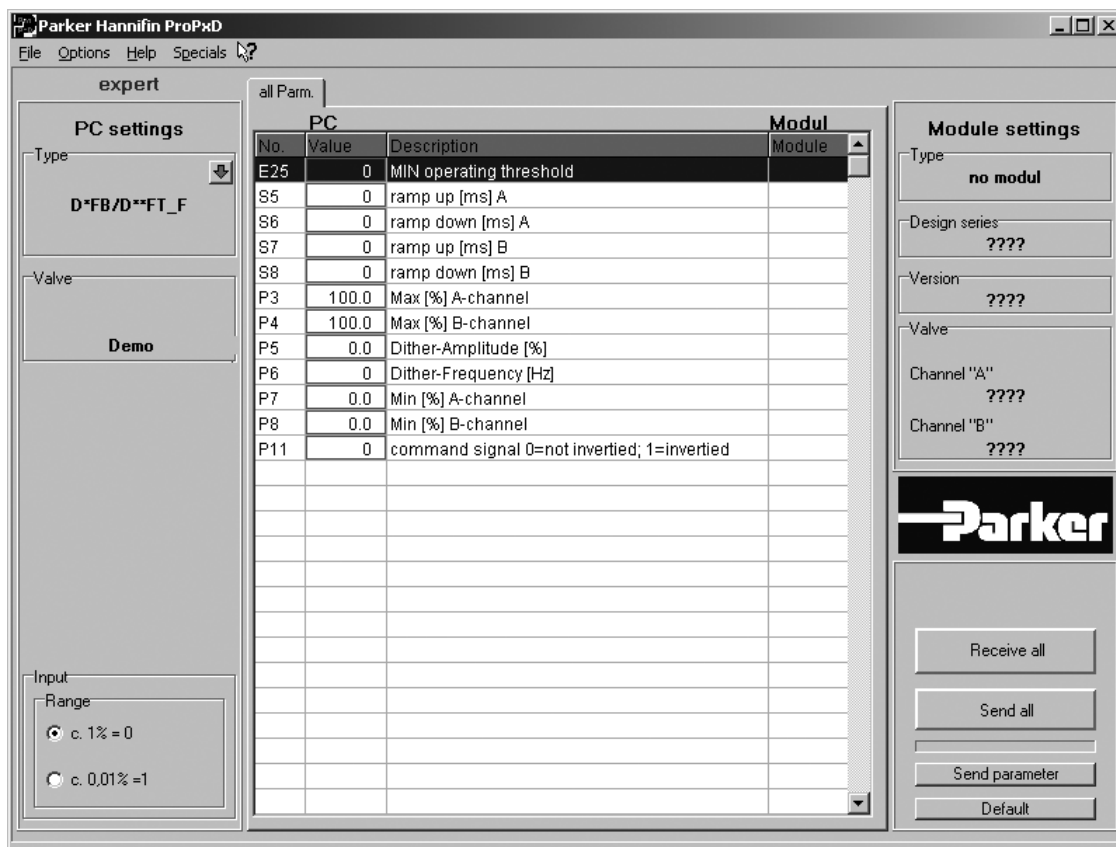 Parker Hannifin ProPxD
File Options Help Specials
expert
PC settings
Type
D*FB/D**FT_F
Valve
Demo
Input
Range
c. 1% = 0
c. 0,01% =1
all Parm.
PC Modul
No. Value Description Module
E25 0 MIN operating threshold
S5 0 ramp up [ms] A
S6 0 ramp down [ms] A
S7 0 ramp up [ms] B
S8 0 ramp down [ms] B
P3 100.0 Max [%] A-channel
P4 100.0 Max [%] B-channel
P5 0.0 Dither-Amplitude [%]
P6 0 Dither-Frequency [Hz]
P7 0.0 Min [%] A-channel
P8 0.0 Min [%] B-channel
P11 0 command signal 0=not invertied; 1=invertied
Module settings
Type
no modul
Design series
????
Version
????
Valve
Channel "A"
????
Channel "B"
????
Parker
Receive all
Send all
Send parameter
Default